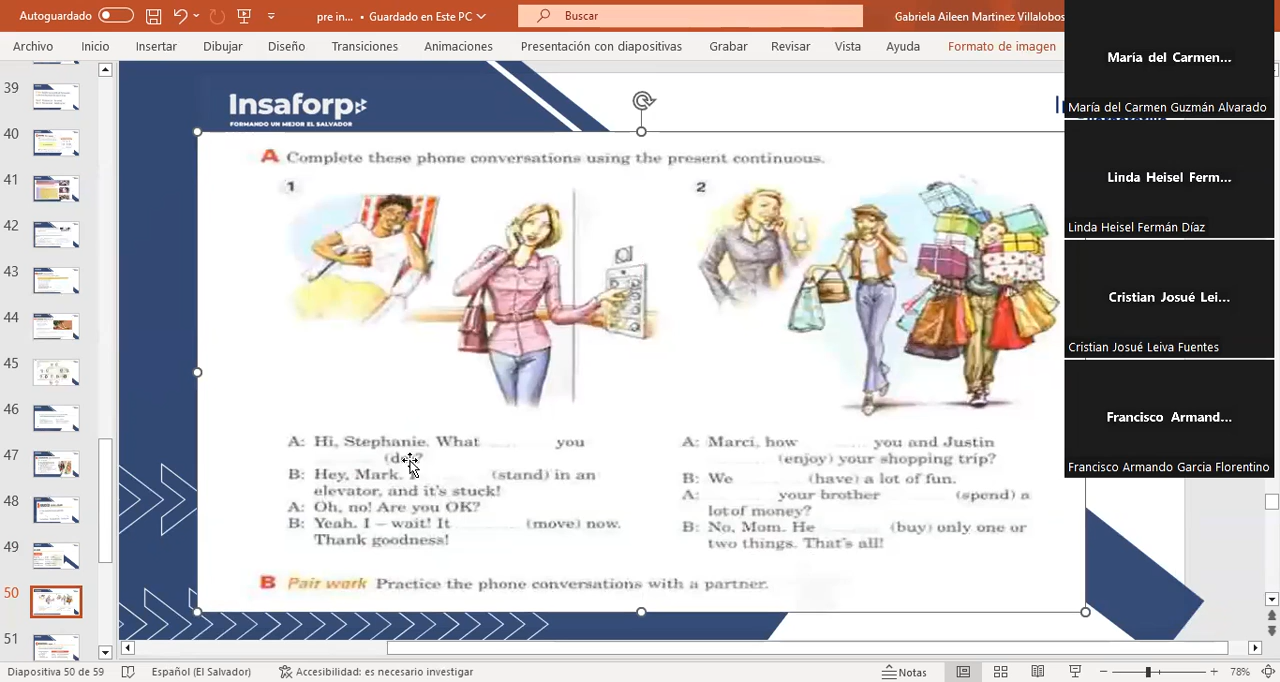 Autoguardado
pre in... • Guardado en Este PC
Buscar
Gabriela Aileen Martinez Villalobos
Archivo Inicio Insertar Dibujar Diseño Transiciones Animaciones Presentación con diapositivas Grabar Revisar Vista Ayuda Formato de imagen
39
40
41
42
43
44
45
46
47
48
49
50
51
Insaforp
FORMANDO UN MEJOR EL SALVADOR
A Complete these phone conversations using the present continuous.
1
2
A: Hi, Stephanie. What you
B: Hey, Mark. (stand) in an
elevator, and it's stuck!
A: Oh, no! Are you OK?
B: Yeah. I – wait! It (move) now.
Thank goodness!
A: Marci, how you and Justin
(enjoy) your shopping trip?
B: We (have) a lot of fun.
A: your brother (spend) a
lot of money?
B: No, Mom. He (buy) only one or
two things. That's all!
B Pair work Practice the phone conversations with a partner.
María del Carmen...
María del Carmen Guzmán Alvarado
Linda Heisel Ferm...
Linda Heisel Fermán Díaz
Cristian Josué Lei...
Cristian Josué Leiva Fuentes
Francisco Armand...
Francisco Armando Garcia Florentino
Diapositiva 50 de 59
Español (El Salvador)
Accesibilidad: es necesario investigar
Notas
78%